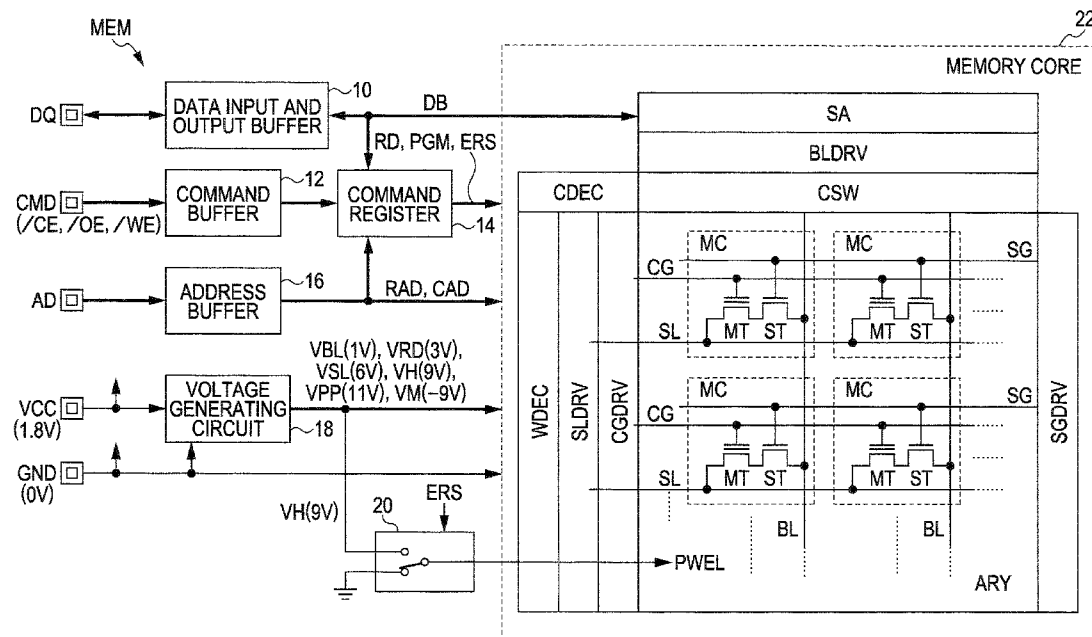 MEM
22
MEMORY CORE
DQ
10
DATA INPUT AND
OUTPUT BUFFER
DB
RD, PGM, ERS
CMD
(/CE, /OE, /WE)
12
COMMAND
BUFFER
COMMAND
REGISTER
14
AD
16
ADDRESS
BUFFER
RAD, CAD
VCC
(1.8V)
VOLTAGE
GENERATING
CIRCUIT
18
VBL(1V), VRD(3V),
VSL(6V), VH(9V),
VPP(11V), VM(-9V)
GND
(0V)
VH(9V)
20
ERS
SA
BLDRV
CDEC
CSW
WDEC
SLDRV
CGDRV
SGDRV
MC
MC
SG
CG
MT
ST
MT
ST
SL
MC
MC
SG
CG
MT
ST
MT
ST
SL
BL
BL
PWEL
ARY